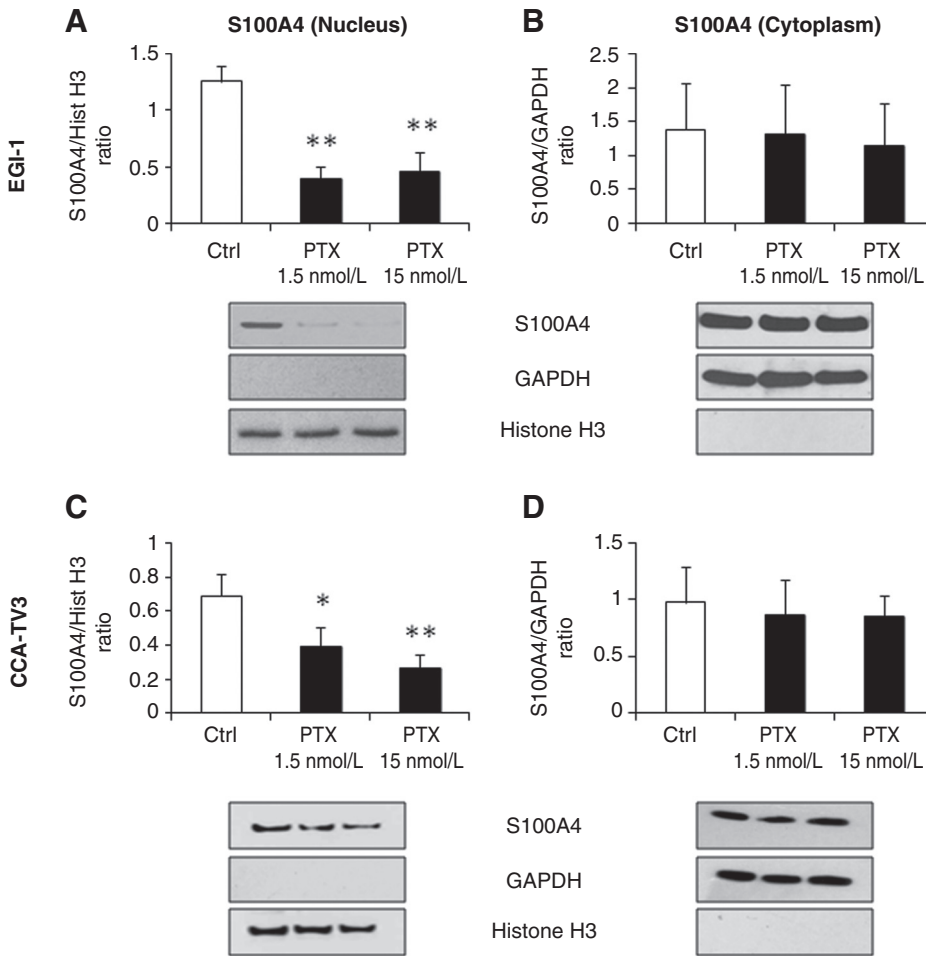 A
S100A4 (Nucleus)
B
S100A4 (Cytoplasm)
EGI-1
S100A4/Hist H3
ratio
1.5
1
0.5
0
**
**
Ctrl
PTX
1.5 nmol/L
PTX
15 nmol/L
S100A4/GAPDH
ratio
2.5
2
1.5
1
0.5
0
Ctrl
PTX
1.5 nmol/L
PTX
15 nmol/L
S100A4
GAPDH
Histone H3
C
D
CCA-TV3
S100A4/Hist H3
ratio
1
0.8
0.6
0.4
0.2
0
*
**
Ctrl
PTX
1.5 nmol/L
PTX
15 nmol/L
S100A4/GAPDH
ratio
1.5
1
0.5
0
Ctrl
PTX
1.5 nmol/L
PTX
15 nmol/L
S100A4
GAPDH
Histone H3